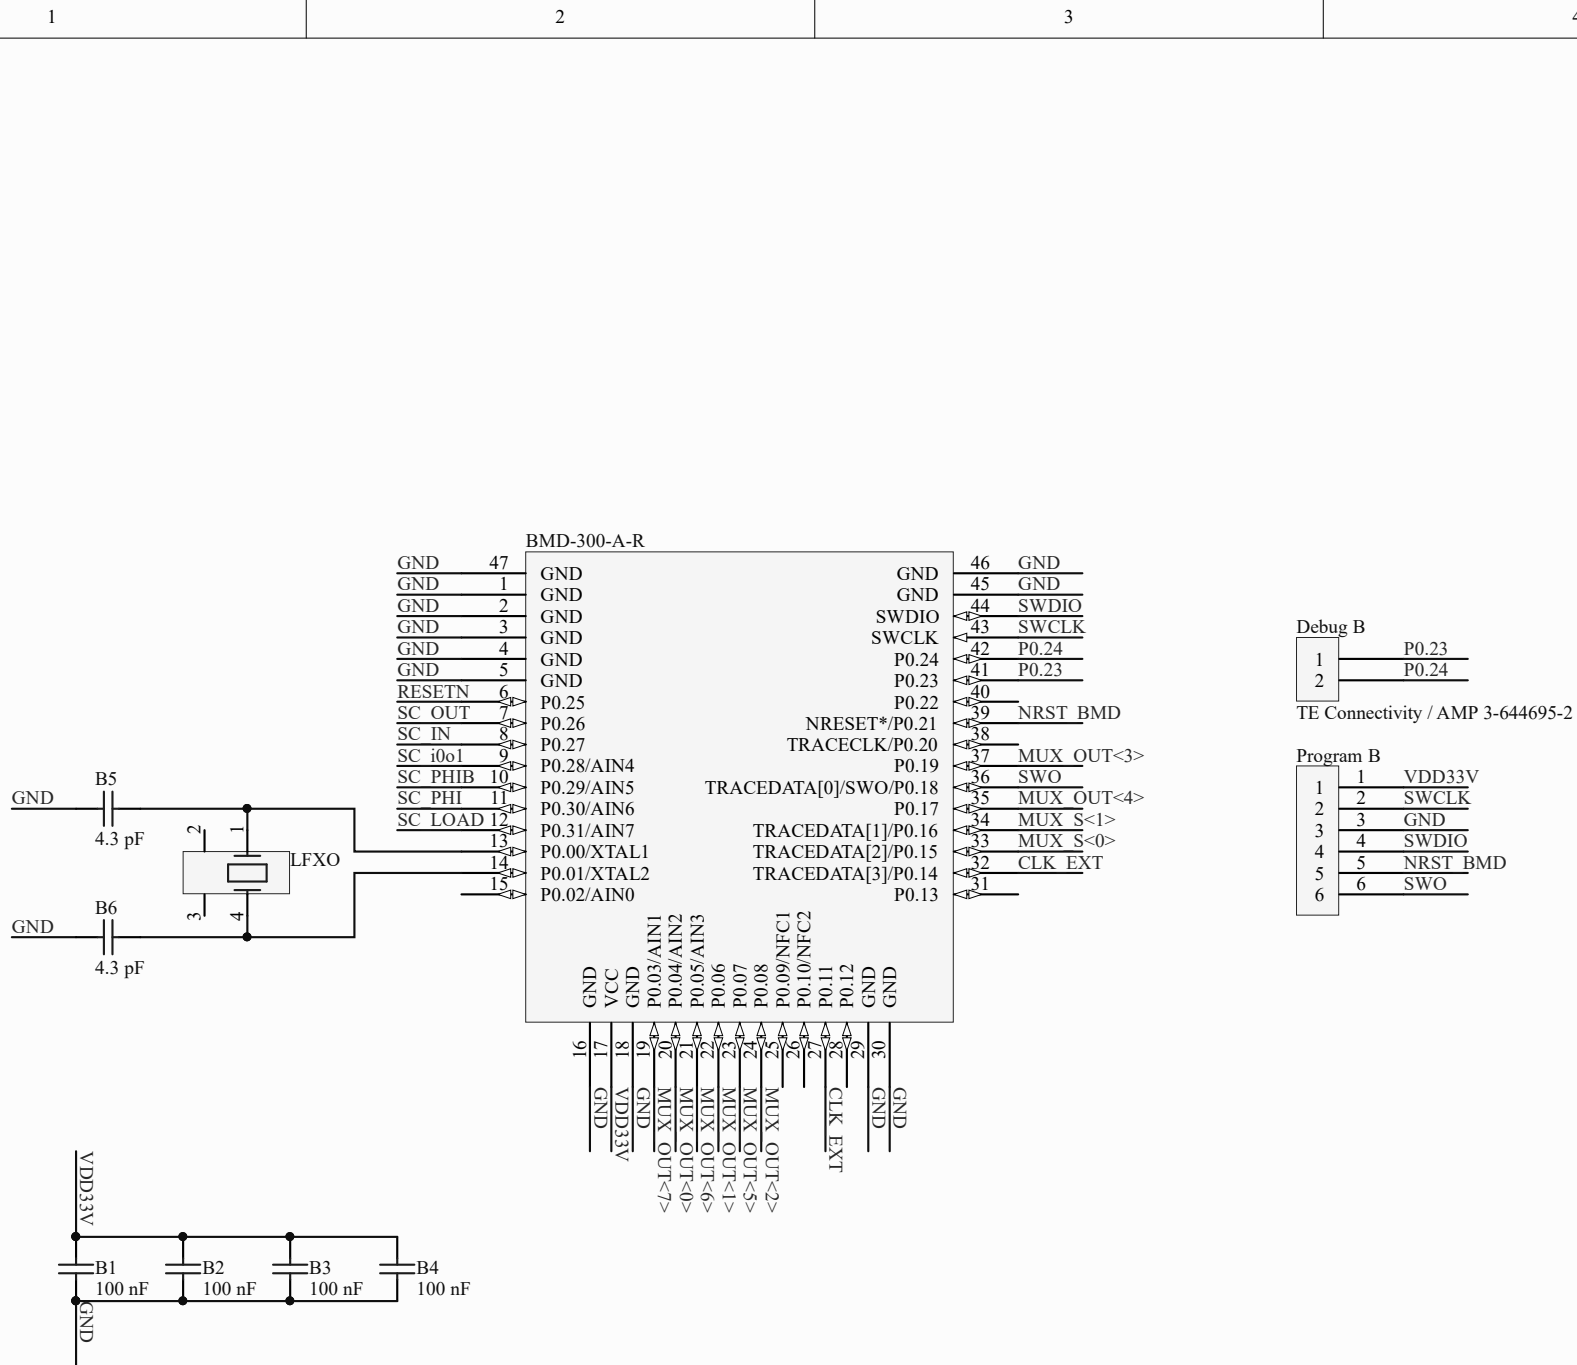 1 2 3 4
BMD-300-A-R
GND 47 GND
GND 1 GND
GND 2 GND
GND 3 GND
GND 4 GND
GND 5 GND
RESETN 6 P0.25
SC_OUT 7 P0.26
SC_IN 8 P0.27
SC_i0o1 9 P0.28/AIN4
SC_PHIB 10 P0.29/AIN5
SC_PHI 11 P0.30/AIN6
SC_LOAD 12 P0.31/AIN7
13 P0.00/XTAL1
14 P0.01/XTAL2
15 P0.02/AIN0
GND 46 GND
GND 45 GND
SWDIO 44 SWDIO
SWCLK 43 SWCLK
P0.24 42 P0.24
P0.23 41 P0.23
P0.22 40
NRESET*/P0.21 39 NRST_BMD
TRACECLK/P0.20 38
P0.19 37 MUX_OUT<3>
TRACEDATA[0]/SWO/P0.18 36 SWO
P0.17 35 MUX_OUT<4>
TRACEDATA[1]/P0.16 34 MUX_S<1>
TRACEDATA[2]/P0.15 33 MUX_S<0>
TRACEDATA[3]/P0.14 32 CLK_EXT
P0.13 31
GND 16 GND
VCC 17 VDD33V
GND 18 GND
P0.03/AIN1 19 MUX_OUT<7>
P0.04/AIN2 20 MUX_OUT<0>
P0.05/AIN3 21 MUX_OUT<6>
P0.06 22 MUX_OUT<1>
P0.07 23 MUX_OUT<5>
P0.08 24 MUX_OUT<2>
P0.09/NFC1 25
P0.10/NFC2 26
P0.11 27 CLK_EXT
P0.12 28
GND 29 GND
GND 30 GND
Debug B
1 P0.23
2 P0.24
TE Connectivity / AMP 3-644695-2
Program B
1 1 VDD33V
2 2 SWCLK
3 3 GND
4 4 SWDIO
5 5 NRST_BMD
6 6 SWO
B5
GND
4.3 pF
2 1
LFXO
3 4
B6
GND
4.3 pF
VDD33V
B1 B2 B3 B4
100 nF 100 nF 100 nF 100 nF
GND